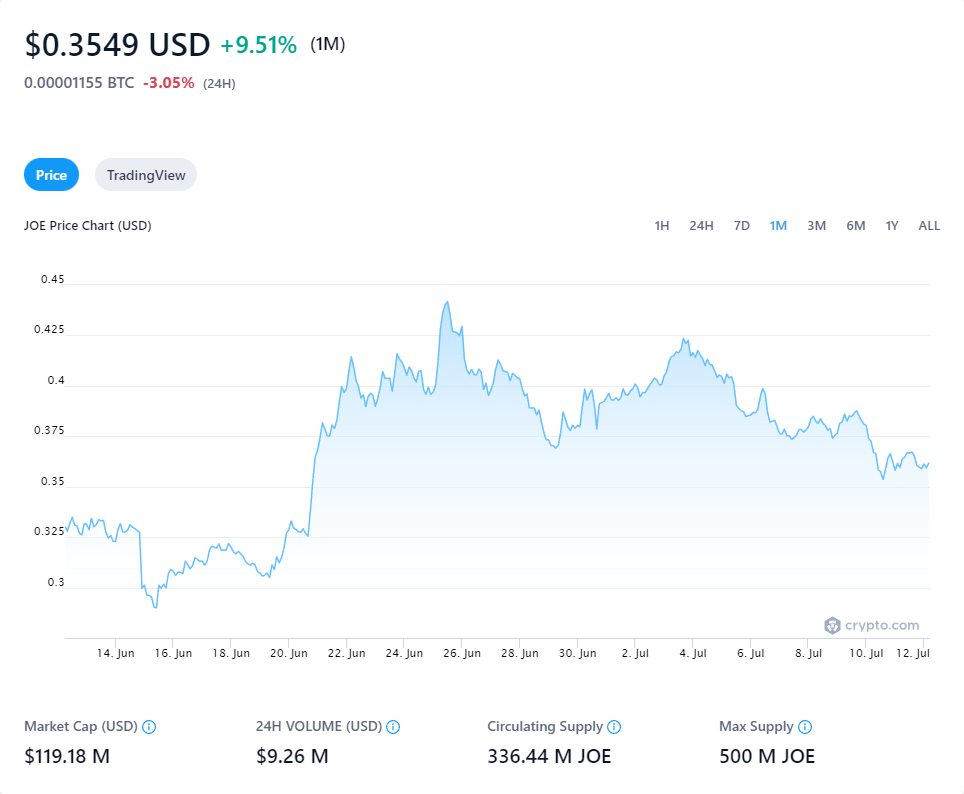 $0.3549 USD +9.51% (1M)
0.00001155 BTC -3.05% (24H)
Price TradingView
JOE Price Chart (USD) 1H 24H 7D 1M 3M 6M 1Y ALL
0.45
0.425
0.4
0.375
0.35
0.325
0.3
crypto.com
14. Jun 16. Jun 18. Jun 20. Jun 22. Jun 24. Jun 26. Jun 28. Jun 30. Jun 2. Jul 4. Jul 6. Jul 8. Jul 10. Jul 12. Jul
Market Cap (USD) 24H VOLUME (USD) Circulating Supply Max Supply
$119.18 M $9.26 M 336.44 M JOE 500 M JOE